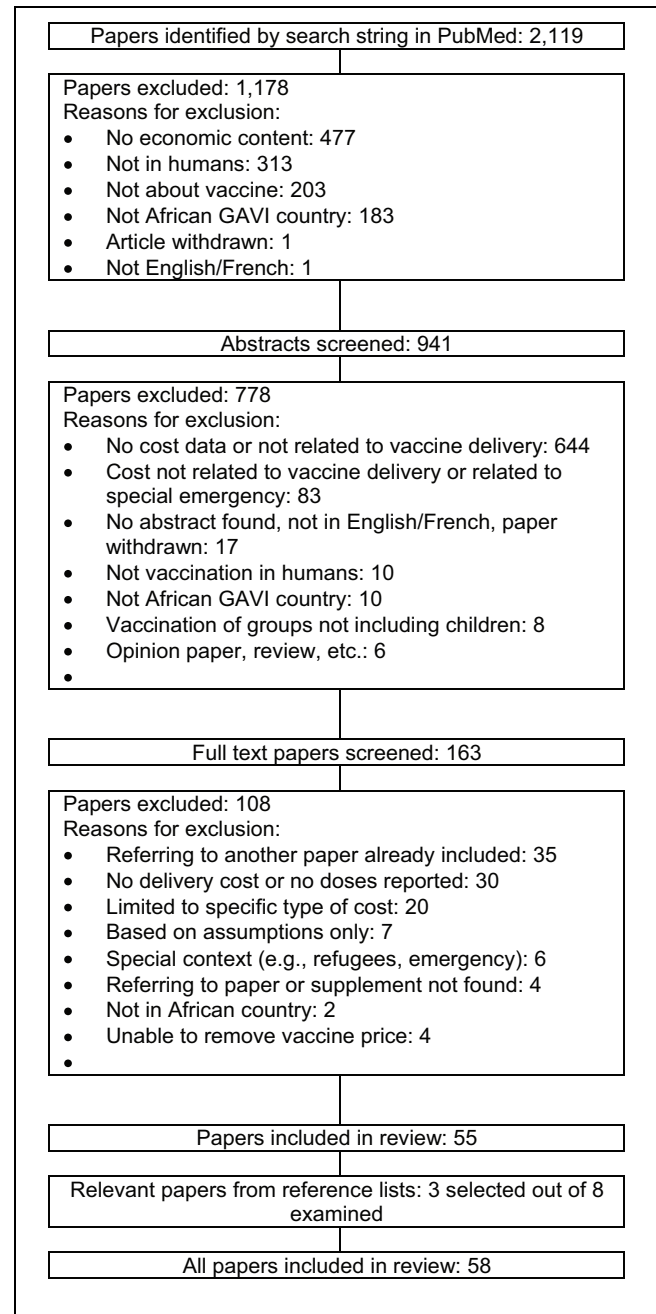 Papers identified by search string in PubMed: 2,119
Papers excluded: 1,178
Reasons for exclusion:
• No economic content: 477
• Not in humans: 313
• Not about vaccine: 203
• Not African GAVI country: 183
• Article withdrawn: 1
• Not English/French: 1
Abstracts screened: 941
Papers excluded: 778
Reasons for exclusion:
• No cost data or not related to vaccine delivery: 644
• Cost not related to vaccine delivery or related to
special emergency: 83
• No abstract found, not in English/French, paper
withdrawn: 17
• Not vaccination in humans: 10
• Not African GAVI country: 10
• Vaccination of groups not including children: 8
• Opinion paper, review, etc.: 6
•
Full text papers screened: 163
Papers excluded: 108
Reasons for exclusion:
• Referring to another paper already included: 35
• No delivery cost or no doses reported: 30
• Limited to specific type of cost: 20
• Based on assumptions only: 7
• Special context (e.g., refugees, emergency): 6
• Referring to paper or supplement not found: 4
• Not in African country: 2
• Unable to remove vaccine price: 4
•
Papers included in review: 55
Relevant papers from reference lists: 3 selected out of 8
examined
All papers included in review: 58